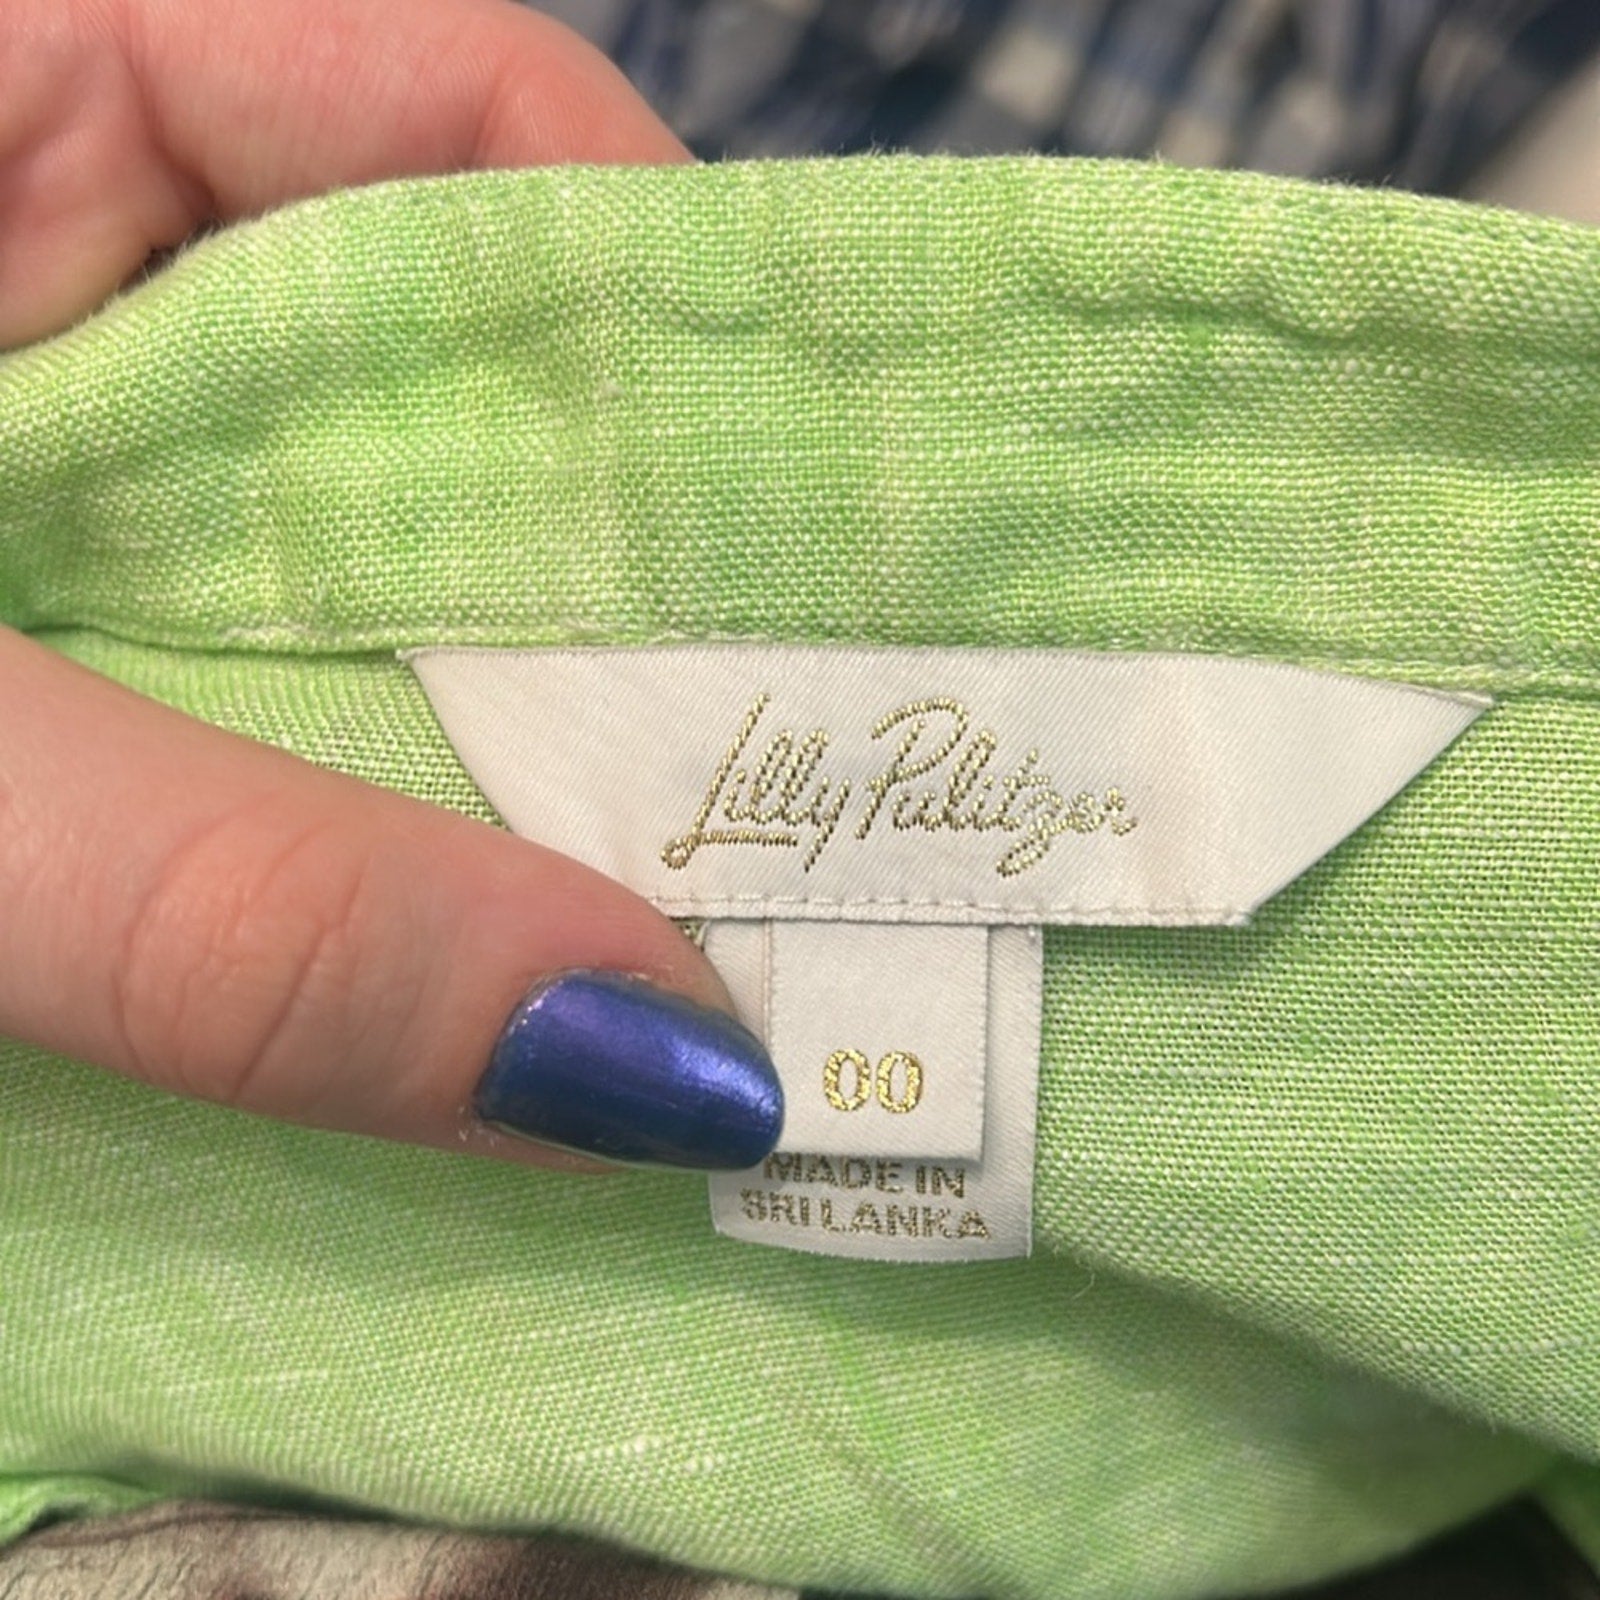 Lilly Pulitzer
00
MADE IN
SRI LANKA